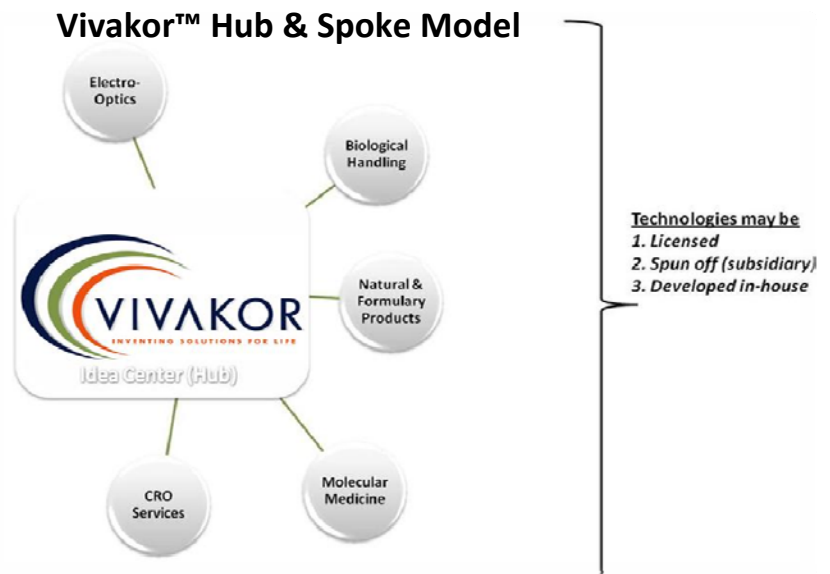 Vivakor™ Hub & Spoke Model
Electro-
Optics
Biological
Handling
Natural &
Formulary
Products
Molecular
Medicine
CRO
Services
VIVAKOR
INVENTING SOLUTIONS FOR LIFE
Idea Center (Hub)
Technologies may be
1. Licensed
2. Spun off (subsidiary)
3. Developed in-house